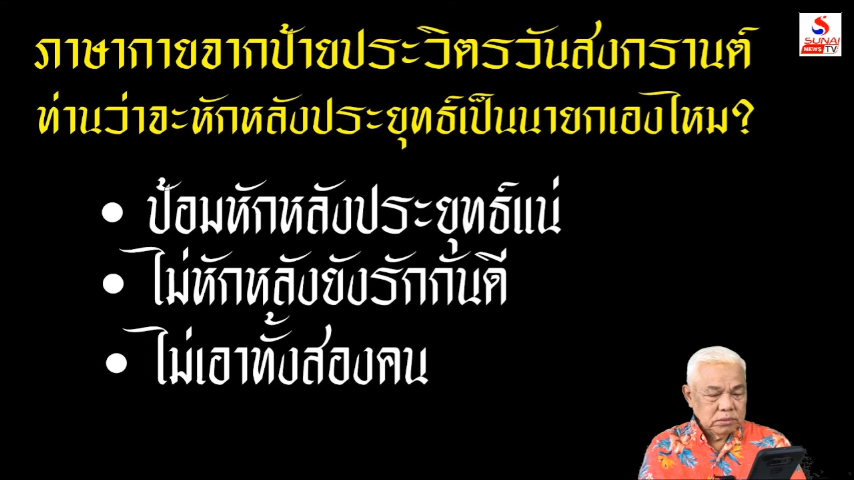 ภาษากายจากป้ายประวิตรวันสงกรานต์
SUNAI
NEWS TV
ท่านว่าจะหักหลังประยุทธ์เป็นนายกเองไหม?
• ป้อมหักหลังประยุทธ์แน่
• ไม่หักหลังยังรักกันดี
• ไม่เอาทั้งสองคน